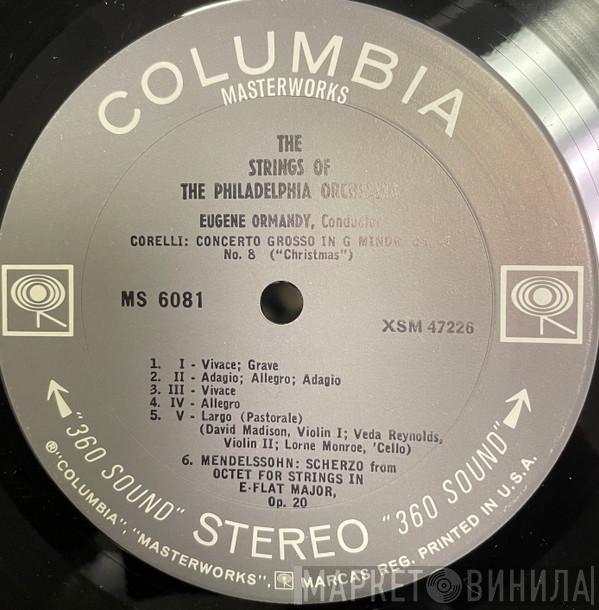 COLUMBIA
MASTERWORKS
THE
STRINGS OF
THE PHILADELPHIA ORCHESTRA
EUGENE ORMANDY, Conductor
CORELLI: CONCERTO GROSSO IN G MINOR,
No. 8 ("Christmas")
MS 6081
XSM 47226
1. I - Vivace; Grave
2. II - Adagio; Allegro; Adagio
3. III - Vivace
4. IV - Allegro
5. V - Largo (Pastorale)
(David Madison, Violin I; Veda Reynolds,
Violin II; Lorne Monroe, 'Cello)
6. MENDELSSOHN: SCHERZO from
OCTET FOR STRINGS IN
E-FLAT MAJOR,
Op. 20
"360 SOUND" STEREO "360 SOUND"
® "COLUMBIA", "MASTERWORKS", MARCAS REG. PRINTED IN U.S.A.
МАРКЕТ ВИНИЛА